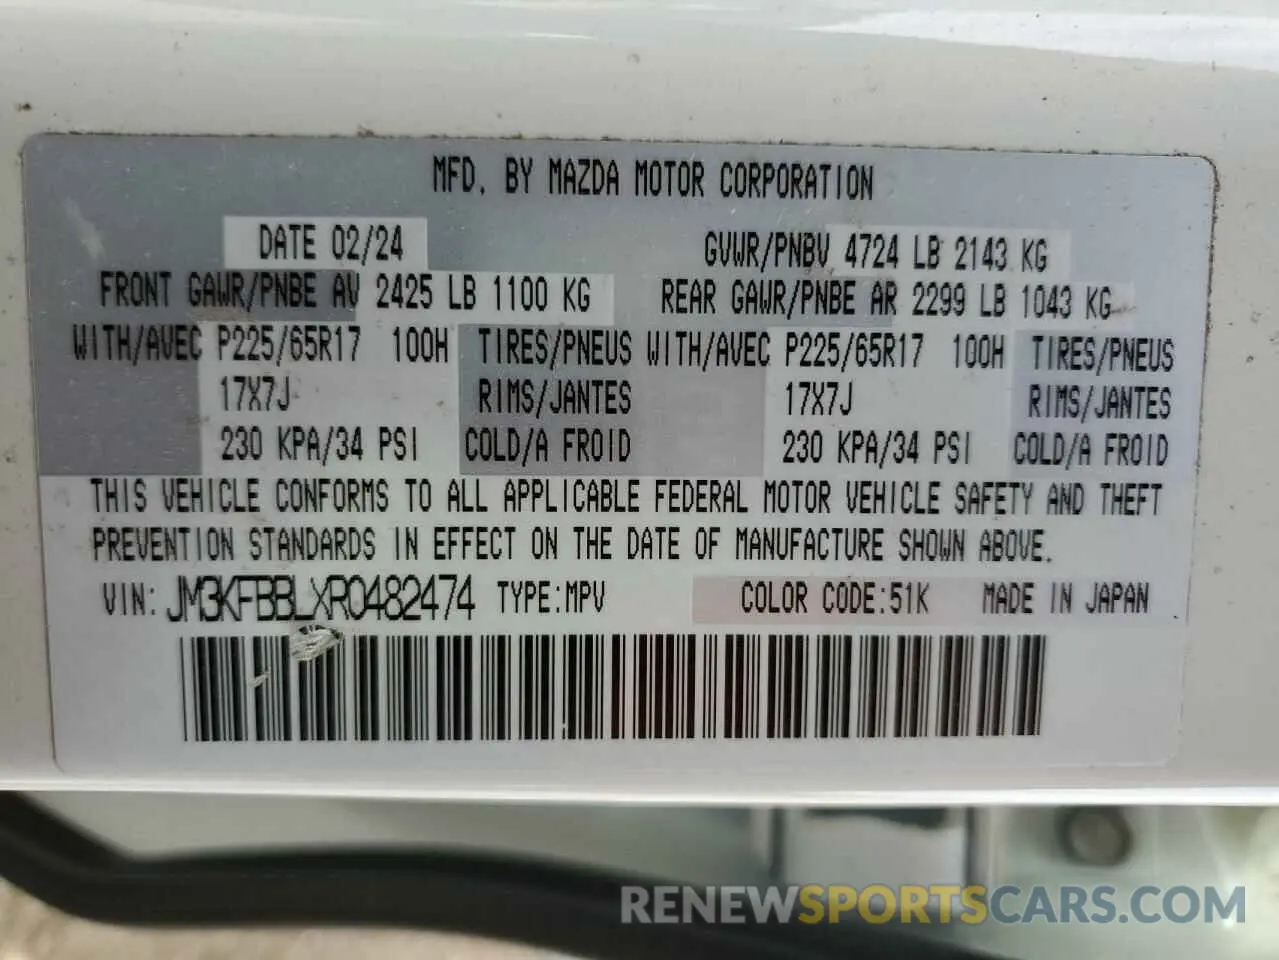 MFD. BY MAZDA MOTOR CORPORATION
DATE 02/24 GVWR/PNBV 4724 LB 2143 KG
FRONT GAWR/PNBE AV 2425 LB 1100 KG REAR GAWR/PNBE AR 2299 LB 1043 KG
WITH/AVEC P225/65R17 100H TIRES/PNEUS WITH/AVEC P225/65R17 100H TIRES/PNEUS
17X7J RIMS/JANTES 17X7J RIMS/JANTES
230 KPA/34 PSI COLD/A FROID 230 KPA/34 PSI COLD/A FROID
THIS VEHICLE CONFORMS TO ALL APPLICABLE FEDERAL MOTOR VEHICLE SAFETY AND THEFT
PREVENTION STANDARDS IN EFFECT ON THE DATE OF MANUFACTURE SHOWN ABOVE.
VIN: JM3KFBBLXR0482474 TYPE:MPV COLOR CODE:51K MADE IN JAPAN
RENEWSPORTSCARS.COM